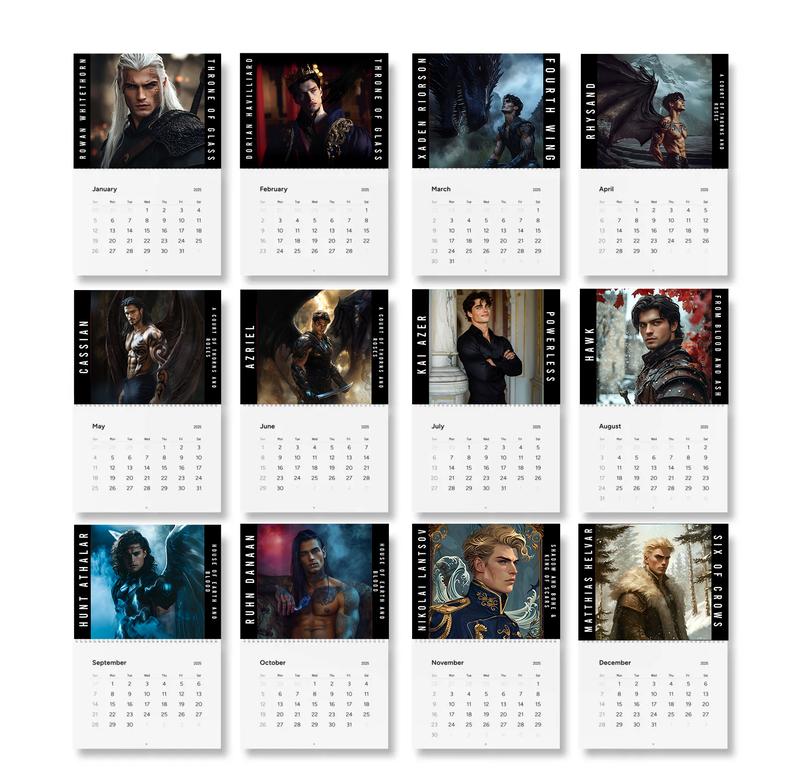 ROWAN WHITETHORN
THRONE OF GLASS
January 2025
Sun Mon Tue Wed Thu Fri Sat
1 2 3 4
5 6 7 8 9 10 11
12 13 14 15 16 17 18
19 20 21 22 23 24 25
26 27 28 29 30 31
DORIAN HAVILLIARD
THRONE OF GLASS
February 2025
Sun Mon Tue Wed Thu Fri Sat
1
2 3 4 5 6 7 8
9 10 11 12 13 14 15
16 17 18 19 20 21 22
23 24 25 26 27 28
XADEN RIORSON
FOURTH WING
March 2025
Sun Mon Tue Wed Thu Fri Sat
1
2 3 4 5 6 7 8
9 10 11 12 13 14 15
16 17 18 19 20 21 22
23 24 25 26 27 28 29
30 31
RHYSAND
A COURT OF THORNS AND
ROSES
April 2025
Sun Mon Tue Wed Thu Fri Sat
1 2 3 4 5
6 7 8 9 10 11 12
13 14 15 16 17 18 19
20 21 22 23 24 25 26
27 28 29 30
CASSIAN
A COURT OF THORNS AND
ROSES
May 2025
Sun Mon Tue Wed Thu Fri Sat
1 2 3
4 5 6 7 8 9 10
11 12 13 14 15 16 17
18 19 20 21 22 23 24
25 26 27 28 29 30 31
AZRIEL
A COURT OF THORNS AND
ROSES
June 2025
Sun Mon Tue Wed Thu Fri Sat
1 2 3 4 5 6 7
8 9 10 11 12 13 14
15 16 17 18 19 20 21
22 23 24 25 26 27 28
29 30
KAI AZER
POWERLESS
July 2025
Sun Mon Tue Wed Thu Fri Sat
1 2 3 4 5
6 7 8 9 10 11 12
13 14 15 16 17 18 19
20 21 22 23 24 25 26
27 28 29 30 31
HAWK
FROM BLOOD AND ASH
August 2025
Sun Mon Tue Wed Thu Fri Sat
1 2
3 4 5 6 7 8 9
10 11 12 13 14 15 16
17 18 19 20 21 22 23
24 25 26 27 28 29 30
31
HUNT ATHALAR
HOUSE OF EARTH AND
BLOOD
September 2025
Sun Mon Tue Wed Thu Fri Sat
1 2 3 4 5 6
7 8 9 10 11 12 13
14 15 16 17 18 19 20
21 22 23 24 25 26 27
28 29 30
RUHN DANAAN
HOUSE OF EARTH AND
BLOOD
October 2025
Sun Mon Tue Wed Thu Fri Sat
1 2 3 4
5 6 7 8 9 10 11
12 13 14 15 16 17 18
19 20 21 22 23 24 25
26 27 28 29 30 31
NIKOLAI LANTSOV
SHADOW AND BONE &
KING OF SCARS
November 2025
Sun Mon Tue Wed Thu Fri Sat
1
2 3 4 5 6 7 8
9 10 11 12 13 14 15
16 17 18 19 20 21 22
23 24 25 26 27 28 29
30
MATTHIAS HELVAR
SIX OF CROWS
December 2025
Sun Mon Tue Wed Thu Fri Sat
1 2 3 4 5 6
7 8 9 10 11 12 13
14 15 16 17 18 19 20
21 22 23 24 25 26 27
28 29 30 31